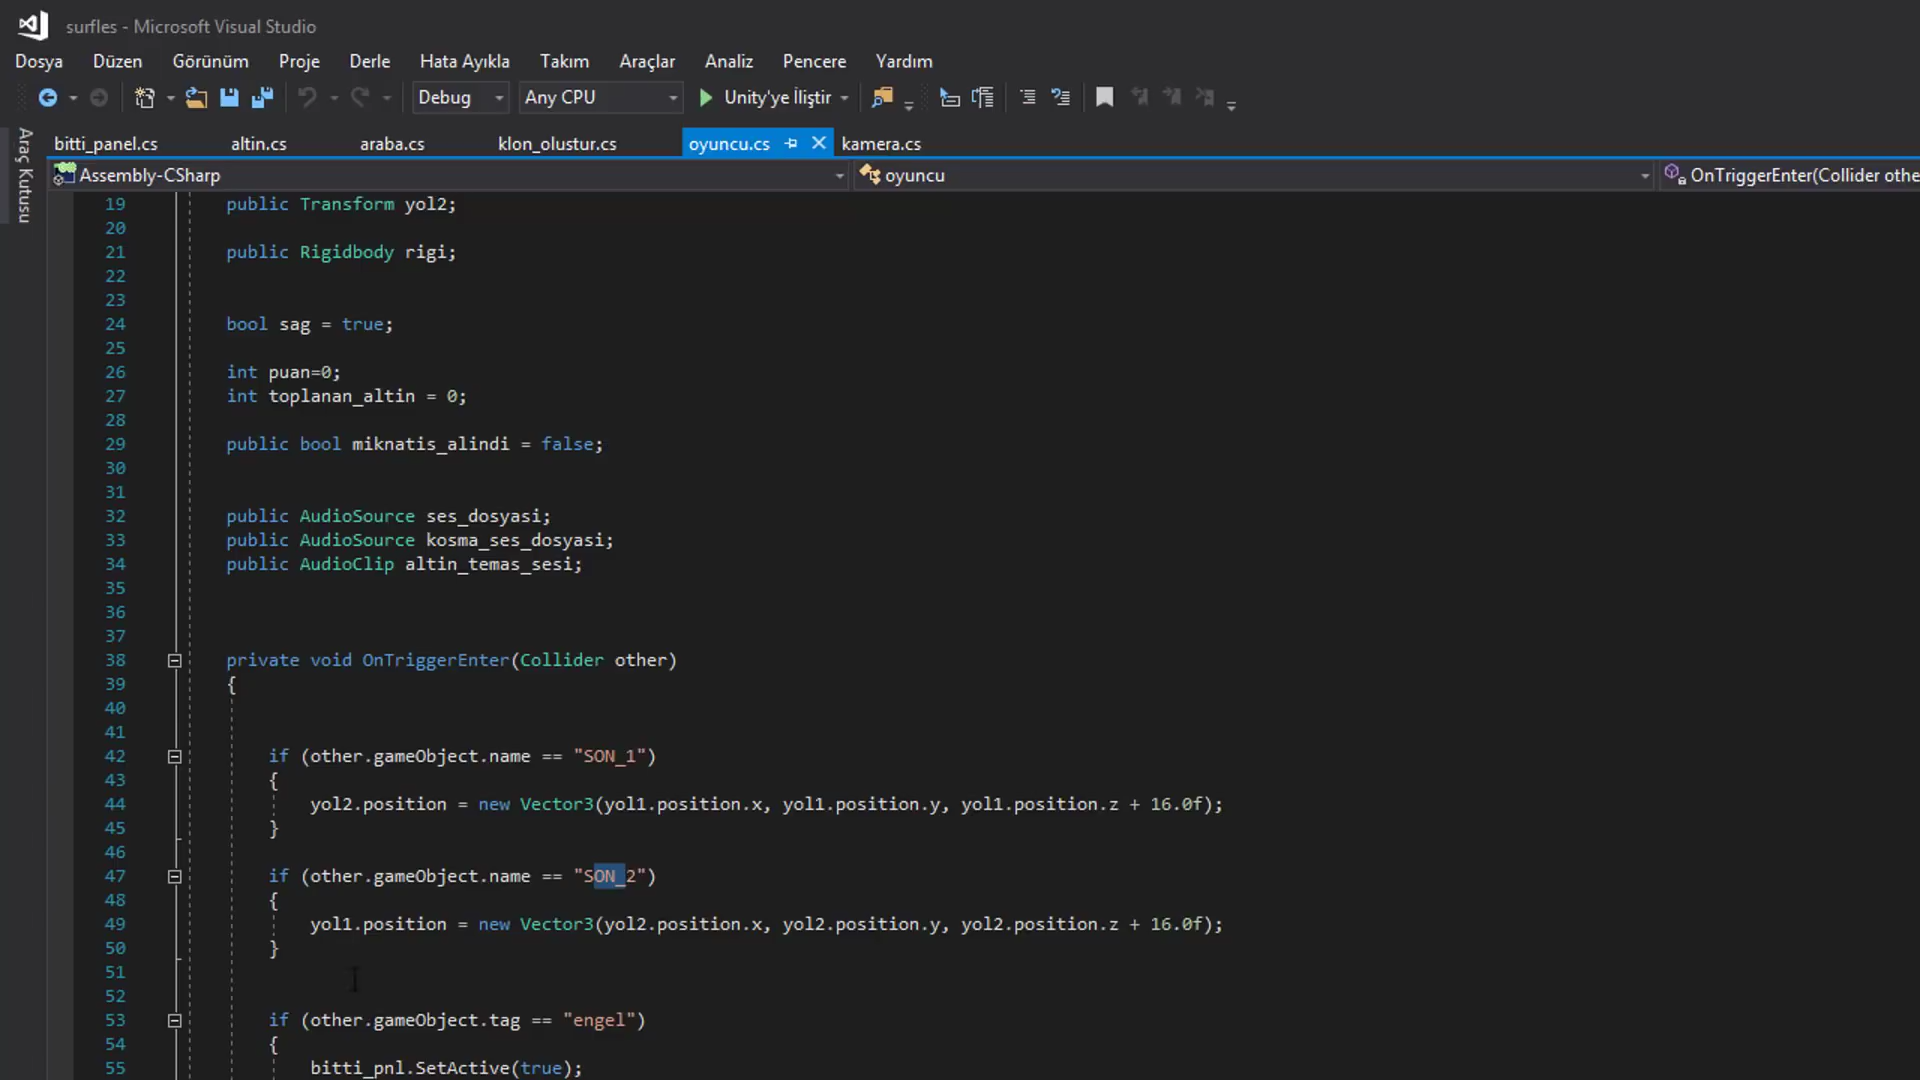 surfles - Microsoft Visual Studio
Dosya Düzen Görünüm Proje Derle Hata Ayıkla Takım Araçlar Analiz Pencere Yardım
Debug Any CPU Unity'ye İliştir
Araç Kutusu
bitti_panel.cs altin.cs araba.cs klon_olustur.cs oyuncu.cs kamera.cs
Assembly-CSharp oyuncu OnTriggerEnter(Collider othe
19 public Transform yol2;
20
21 public Rigidbody rigi;
22
23
24 bool sag = true;
25
26 int puan=0;
27 int toplanan_altin = 0;
28
29 public bool miknatis_alindi = false;
30
31
32 public AudioSource ses_dosyasi;
33 public AudioSource kosma_ses_dosyasi;
34 public AudioClip altin_temas_sesi;
35
36
37
38 private void OnTriggerEnter(Collider other)
39 {
40
41
42 if (other.gameObject.name == "SON_1")
43 {
44 yol2.position = new Vector3(yol1.position.x, yol1.position.y, yol1.position.z + 16.0f);
45 }
46
47 if (other.gameObject.name == "SON_2")
48 {
49 yol1.position = new Vector3(yol2.position.x, yol2.position.y, yol2.position.z + 16.0f);
50 }
51
52
53 if (other.gameObject.tag == "engel")
54 {
55 bitti_pnl.SetActive(true);